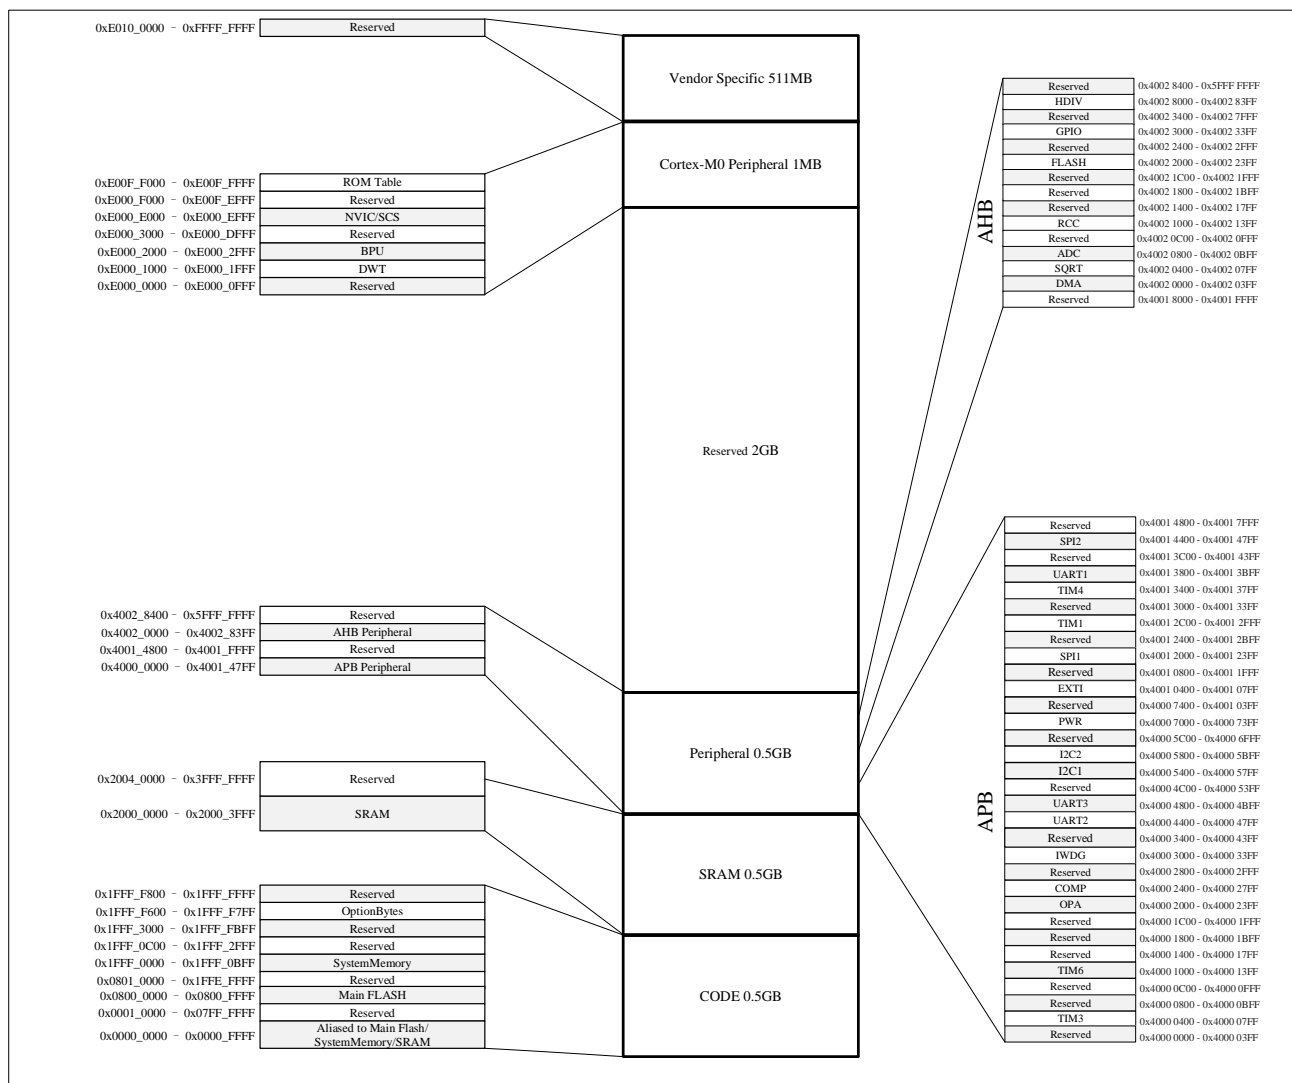 0xE010_0000 - 0xFFFF_FFFF Reserved
0xE00F_F000 - 0xE00F_FFFF ROM Table
0xE000_F000 - 0xE00F_EFFF Reserved
0xE000_E000 - 0xE000_EFFF NVIC/SCS
0xE000_3000 - 0xE000_DFFF Reserved
0xE000_2000 - 0xE000_2FFF BPU
0xE000_1000 - 0xE000_1FFF DWT
0xE000_0000 - 0xE000_0FFF Reserved
0x4002_8400 - 0x5FFF_FFFF Reserved
0x4002_0000 - 0x4002_83FF AHB Peripheral
0x4001_4800 - 0x4001_FFFF Reserved
0x4000_0000 - 0x4001_47FF APB Peripheral
0x2004_0000 - 0x3FFF_FFFF Reserved
0x2000_0000 - 0x2000_3FFF SRAM
0x1FFF_F800 - 0x1FFF_FFFF Reserved
0x1FFF_F600 - 0x1FFF_F7FF OptionBytes
0x1FFF_3000 - 0x1FFF_FBFF Reserved
0x1FFF_0C00 - 0x1FFF_2FFF Reserved
0x1FFF_0000 - 0x1FFF_0BFF SystemMemory
0x0801_0000 - 0x1FFE_FFFF Reserved
0x0800_0000 - 0x0800_FFFF Main FLASH
0x0001_0000 - 0x07FF_FFFF Reserved
0x0000_0000 - 0x0000_FFFF Aliased to Main Flash/
SystemMemory/SRAM
Vendor Specific 511MB
Cortex-M0 Peripheral 1MB
Reserved 2GB
Peripheral 0.5GB
SRAM 0.5GB
CODE 0.5GB
AHB
Reserved 0x4002 8400 - 0x5FFF FFFF
HDIV 0x4002 8000 - 0x4002 83FF
Reserved 0x4002 3400 - 0x4002 7FFF
GPIO 0x4002 3000 - 0x4002 33FF
Reserved 0x4002 2400 - 0x4002 2FFF
FLASH 0x4002 2000 - 0x4002 23FF
Reserved 0x4002 1C00 - 0x4002 1FFF
Reserved 0x4002 1800 - 0x4002 1BFF
Reserved 0x4002 1400 - 0x4002 17FF
RCC 0x4002 1000 - 0x4002 13FF
Reserved 0x4002 0C00 - 0x4002 0FFF
ADC 0x4002 0800 - 0x4002 0BFF
SQRT 0x4002 0400 - 0x4002 07FF
DMA 0x4002 0000 - 0x4002 03FF
Reserved 0x4001 8000 - 0x4001 FFFF
APB
Reserved 0x4001 4800 - 0x4001 7FFF
SPI2 0x4001 4400 - 0x4001 47FF
Reserved 0x4001 3C00 - 0x4001 43FF
UART1 0x4001 3800 - 0x4001 3BFF
TIM4 0x4001 3400 - 0x4001 37FF
Reserved 0x4001 3000 - 0x4001 33FF
TIM1 0x4001 2C00 - 0x4001 2FFF
Reserved 0x4001 2400 - 0x4001 2BFF
SPI1 0x4001 2000 - 0x4001 23FF
Reserved 0x4001 0800 - 0x4001 1FFF
EXTI 0x4001 0400 - 0x4001 07FF
Reserved 0x4000 7400 - 0x4001 03FF
PWR 0x4000 7000 - 0x4000 73FF
Reserved 0x4000 5C00 - 0x4000 6FFF
I2C2 0x4000 5800 - 0x4000 5BFF
I2C1 0x4000 5400 - 0x4000 57FF
Reserved 0x4000 4C00 - 0x4000 53FF
UART3 0x4000 4800 - 0x4000 4BFF
UART2 0x4000 4400 - 0x4000 47FF
Reserved 0x4000 3400 - 0x4000 43FF
IWDG 0x4000 3000 - 0x4000 33FF
Reserved 0x4000 2800 - 0x4000 2FFF
COMP 0x4000 2400 - 0x4000 27FF
OPA 0x4000 2000 - 0x4000 23FF
Reserved 0x4000 1C00 - 0x4000 1FFF
Reserved 0x4000 1800 - 0x4000 1BFF
Reserved 0x4000 1400 - 0x4000 17FF
TIM6 0x4000 1000 - 0x4000 13FF
Reserved 0x4000 0C00 - 0x4000 0FFF
Reserved 0x4000 0800 - 0x4000 0BFF
TIM3 0x4000 0400 - 0x4000 07FF
Reserved 0x4000 0000 - 0x4000 03FF